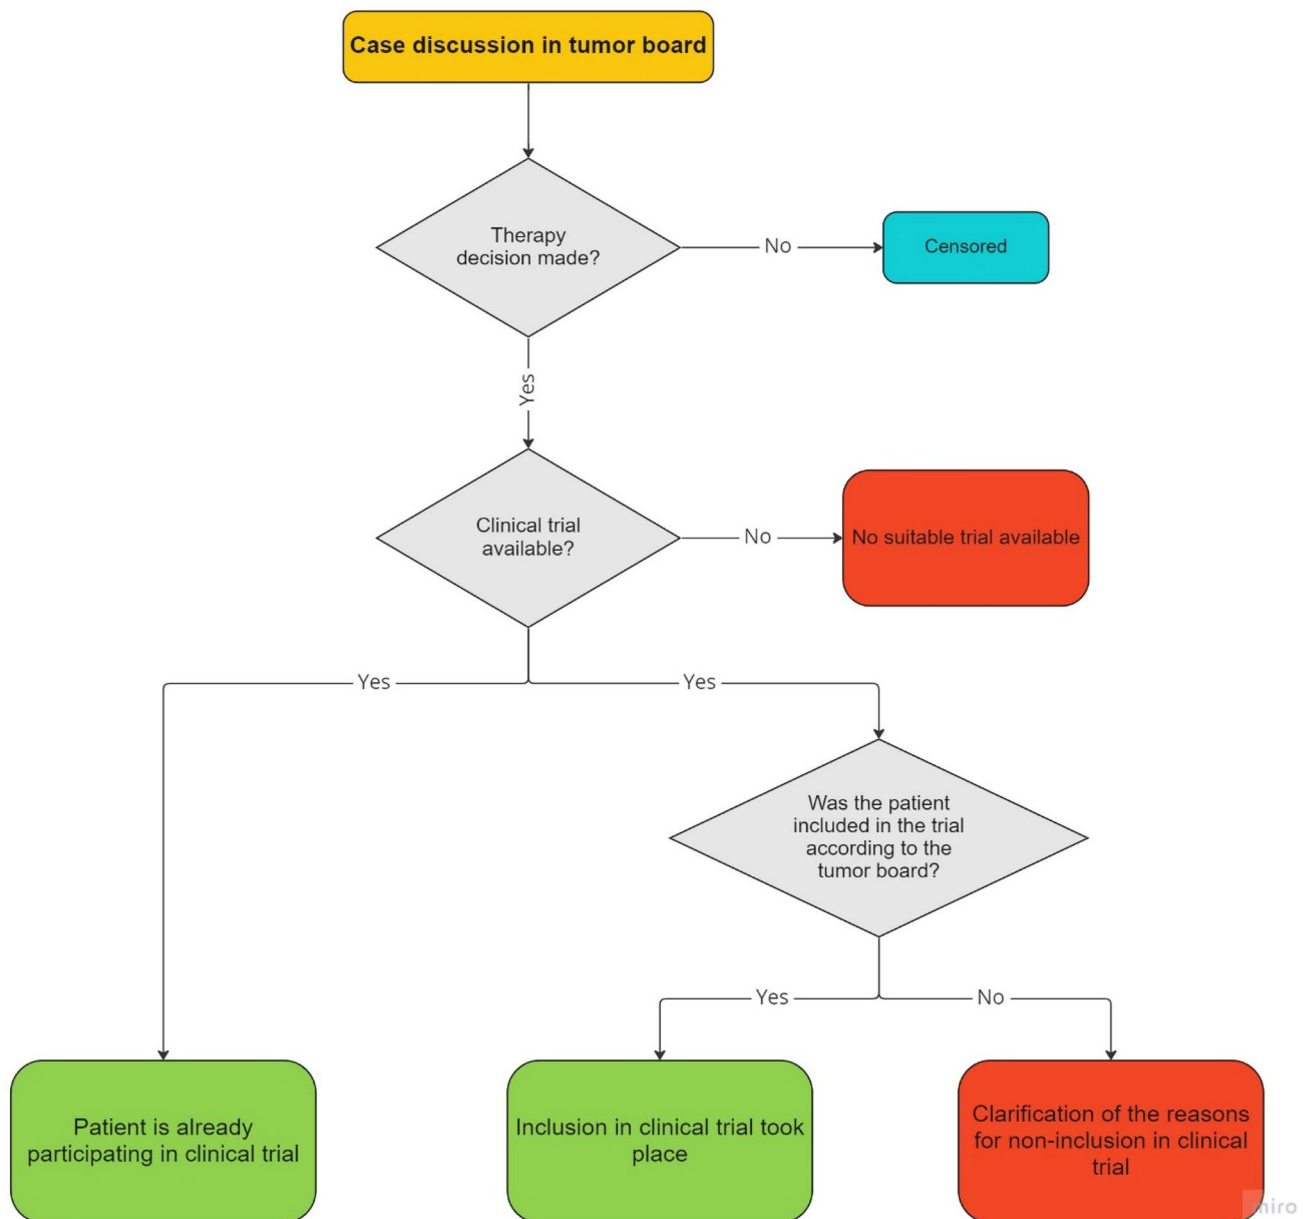 Case discussion in tumor board
Therapy
decision made?
No
Censored
Yes
Clinical trial
available?
No
No suitable trial available
Yes
Yes
Was the patient
included in the trial
according to the
tumor board?
Yes
No
Patient is already
participating in clinical trial
Inclusion in clinical trial took
place
Clarification of the reasons
for non-inclusion in clinical
trial
miro